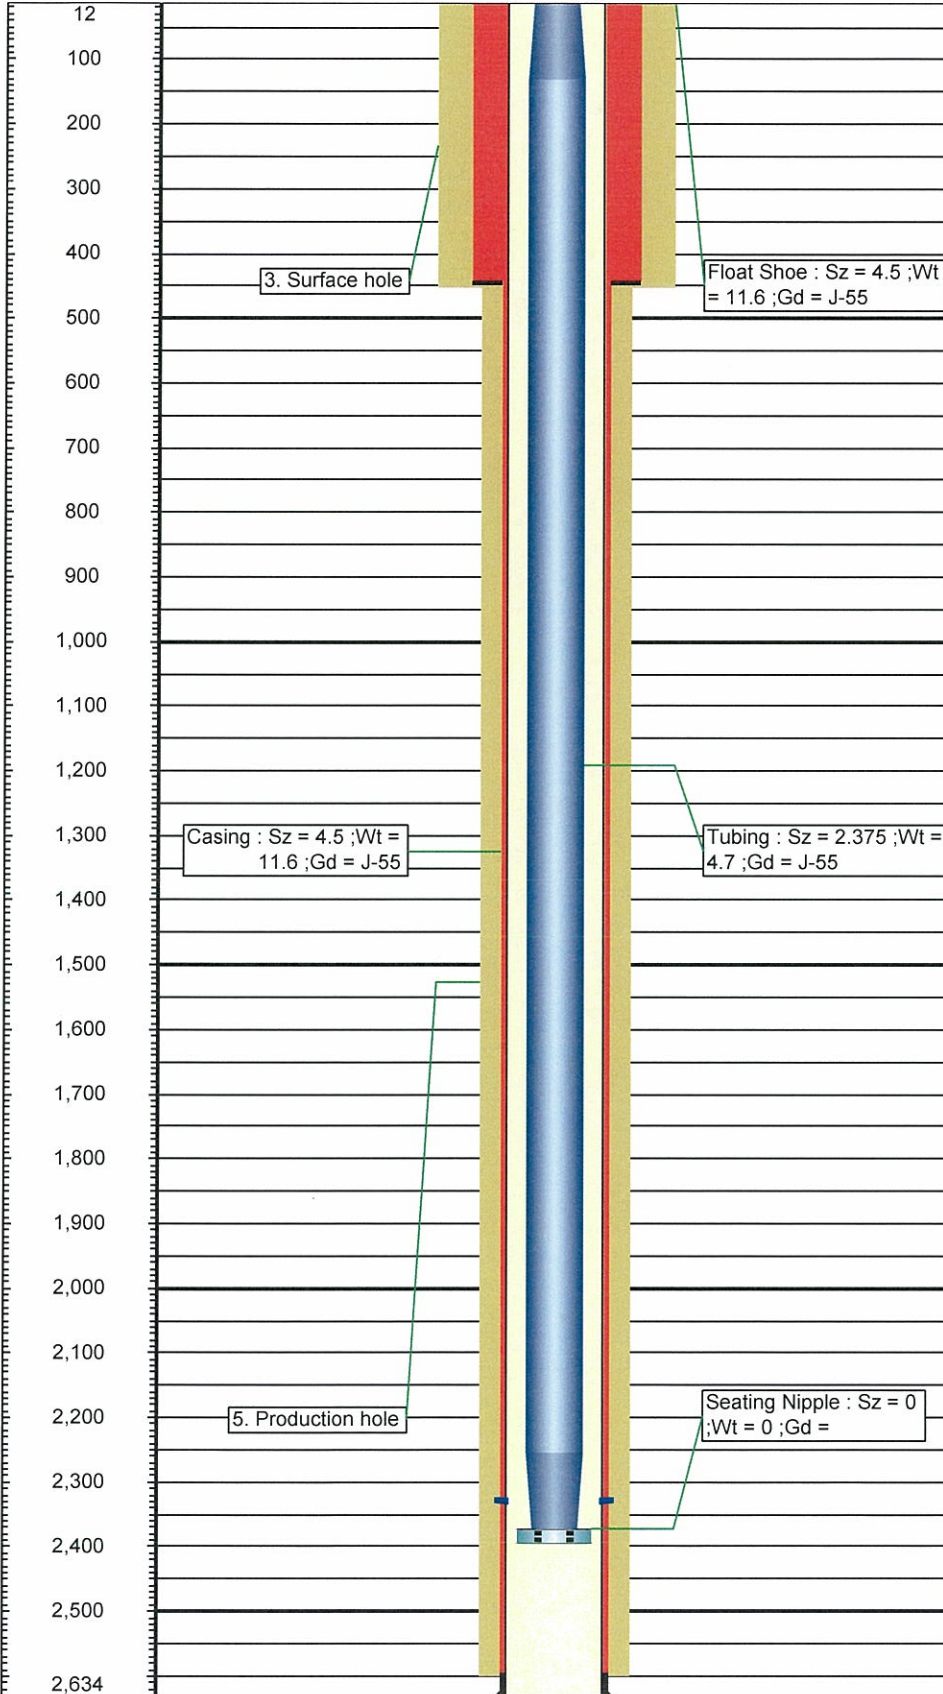 12
100
200
300
400
3. Surface hole
Float Shoe : Sz = 4.5 ;Wt
= 11.6 ;Gd = J-55
500
600
700
800
900
1,000
1,100
1,200
1,300
Casing : Sz = 4.5 ;Wt =
11.6 ;Gd = J-55
Tubing : Sz = 2.375 ;Wt =
4.7 ;Gd = J-55
1,400
1,500
1,600
1,700
1,800
1,900
2,000
2,100
2,200
5. Production hole
Seating Nipple : Sz = 0
;Wt = 0 ;Gd =
2,300
2,400
2,500
2,634